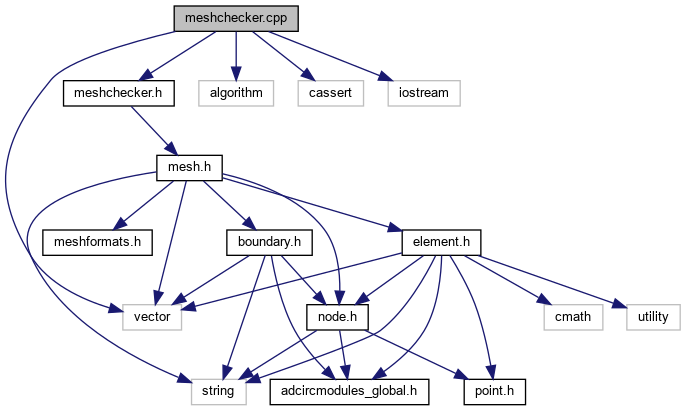 meshchecker.cpp
meshchecker.h
algorithm
cassert
iostream
mesh.h
meshformats.h
boundary.h
element.h
vector
node.h
cmath
utility
string
adcircmodules_global.h
point.h